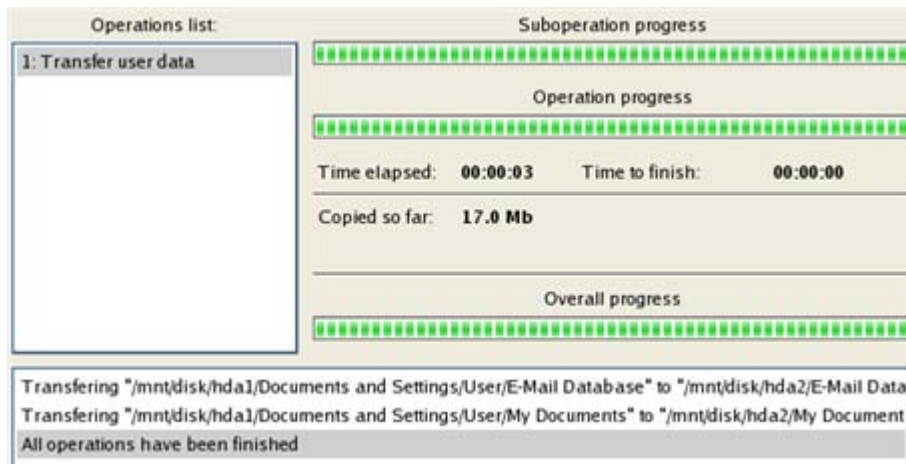 Operations list:
1: Transfer user data
Suboperation progress
Operation progress
Time elapsed: 00:00:03 Time to finish: 00:00:00
Copied so far: 17.0 Mb
Overall progress
Transfering "/mnt/disk/hda1/Documents and Settings/User/E-Mail Database" to "/mnt/disk/hda2/E-Mail Data
Transfering "/mnt/disk/hda1/Documents and Settings/User/My Documents" to "/mnt/disk/hda2/My Document
All operations have been finished